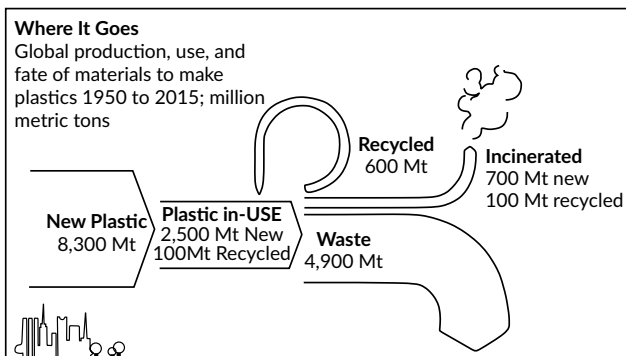 Where It Goes
Global production, use, and
fate of materials to make
plastics 1950 to 2015; million
metric tons
Recycled
600 Mt
Incinerated
700 Mt new
100 Mt recycled
New Plastic
8,300 Mt
Plastic in-USE
2,500 Mt New
100Mt Recycled
Waste
4,900 Mt